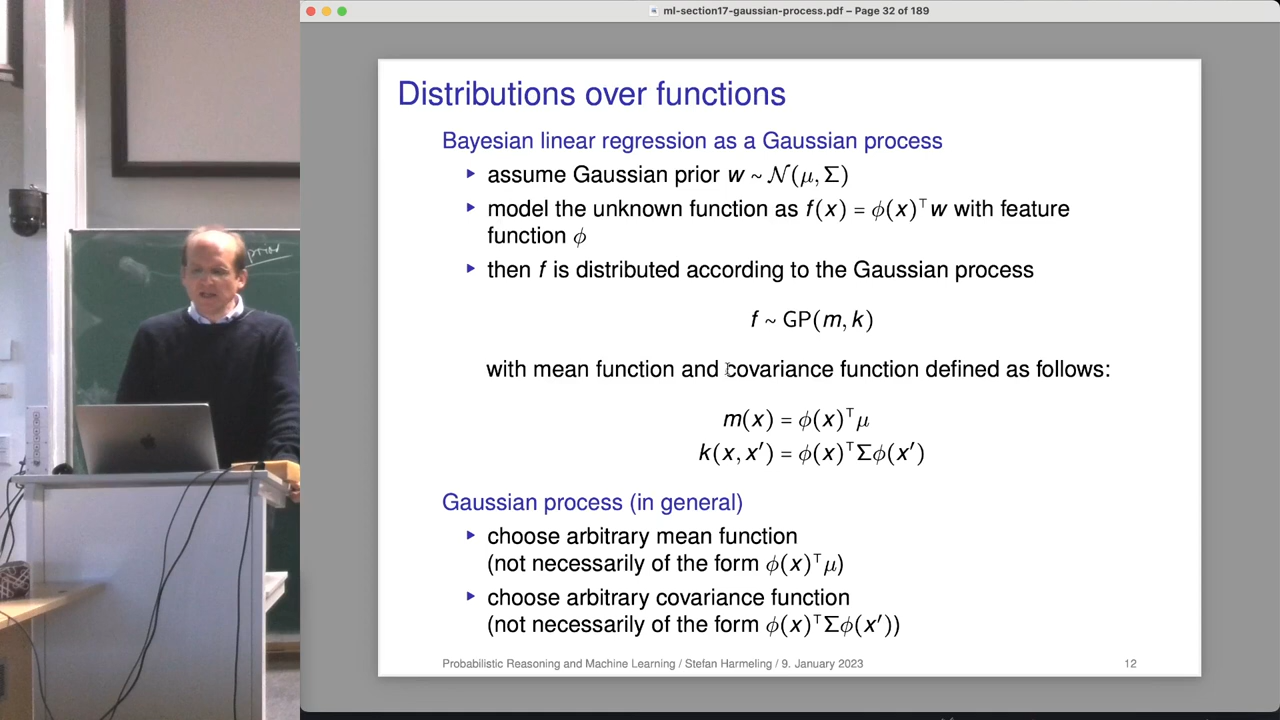 ml-section17-gaussian-process.pdf – Page 32 of 189
Distributions over functions
Bayesian linear regression as a Gaussian process
▸ assume Gaussian prior w ~ 𝒩(μ, Σ)
▸ model the unknown function as f(x) = ϕ(x)ᵀw with feature
function ϕ
▸ then f is distributed according to the Gaussian process
f ~ GP(m, k)
with mean function and covariance function defined as follows:
m(x) = ϕ(x)ᵀμ
k(x, x′) = ϕ(x)ᵀΣϕ(x′)
Gaussian process (in general)
▸ choose arbitrary mean function
(not necessarily of the form ϕ(x)ᵀμ)
▸ choose arbitrary covariance function
(not necessarily of the form ϕ(x)ᵀΣϕ(x′))
Probabilistic Reasoning and Machine Learning / Stefan Harmeling / 9. January 2023
12